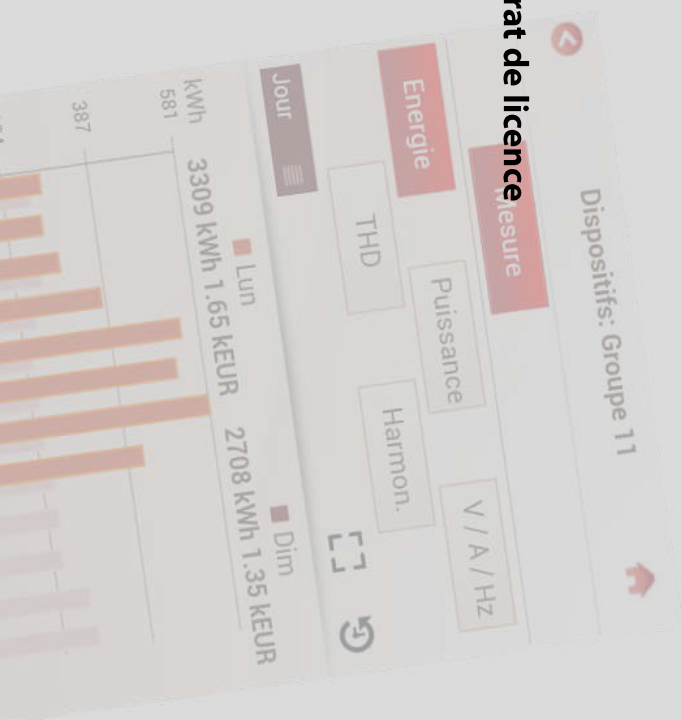 rat de licence
Dispositifs: Groupe 11
Mesure
Puissance
V / A / Hz
Energie
THD
Harmon.
Jour
Lun
Dim
3309 kWh 1.65 kEUR
2708 kWh 1.35 kEUR
kWh
581
387